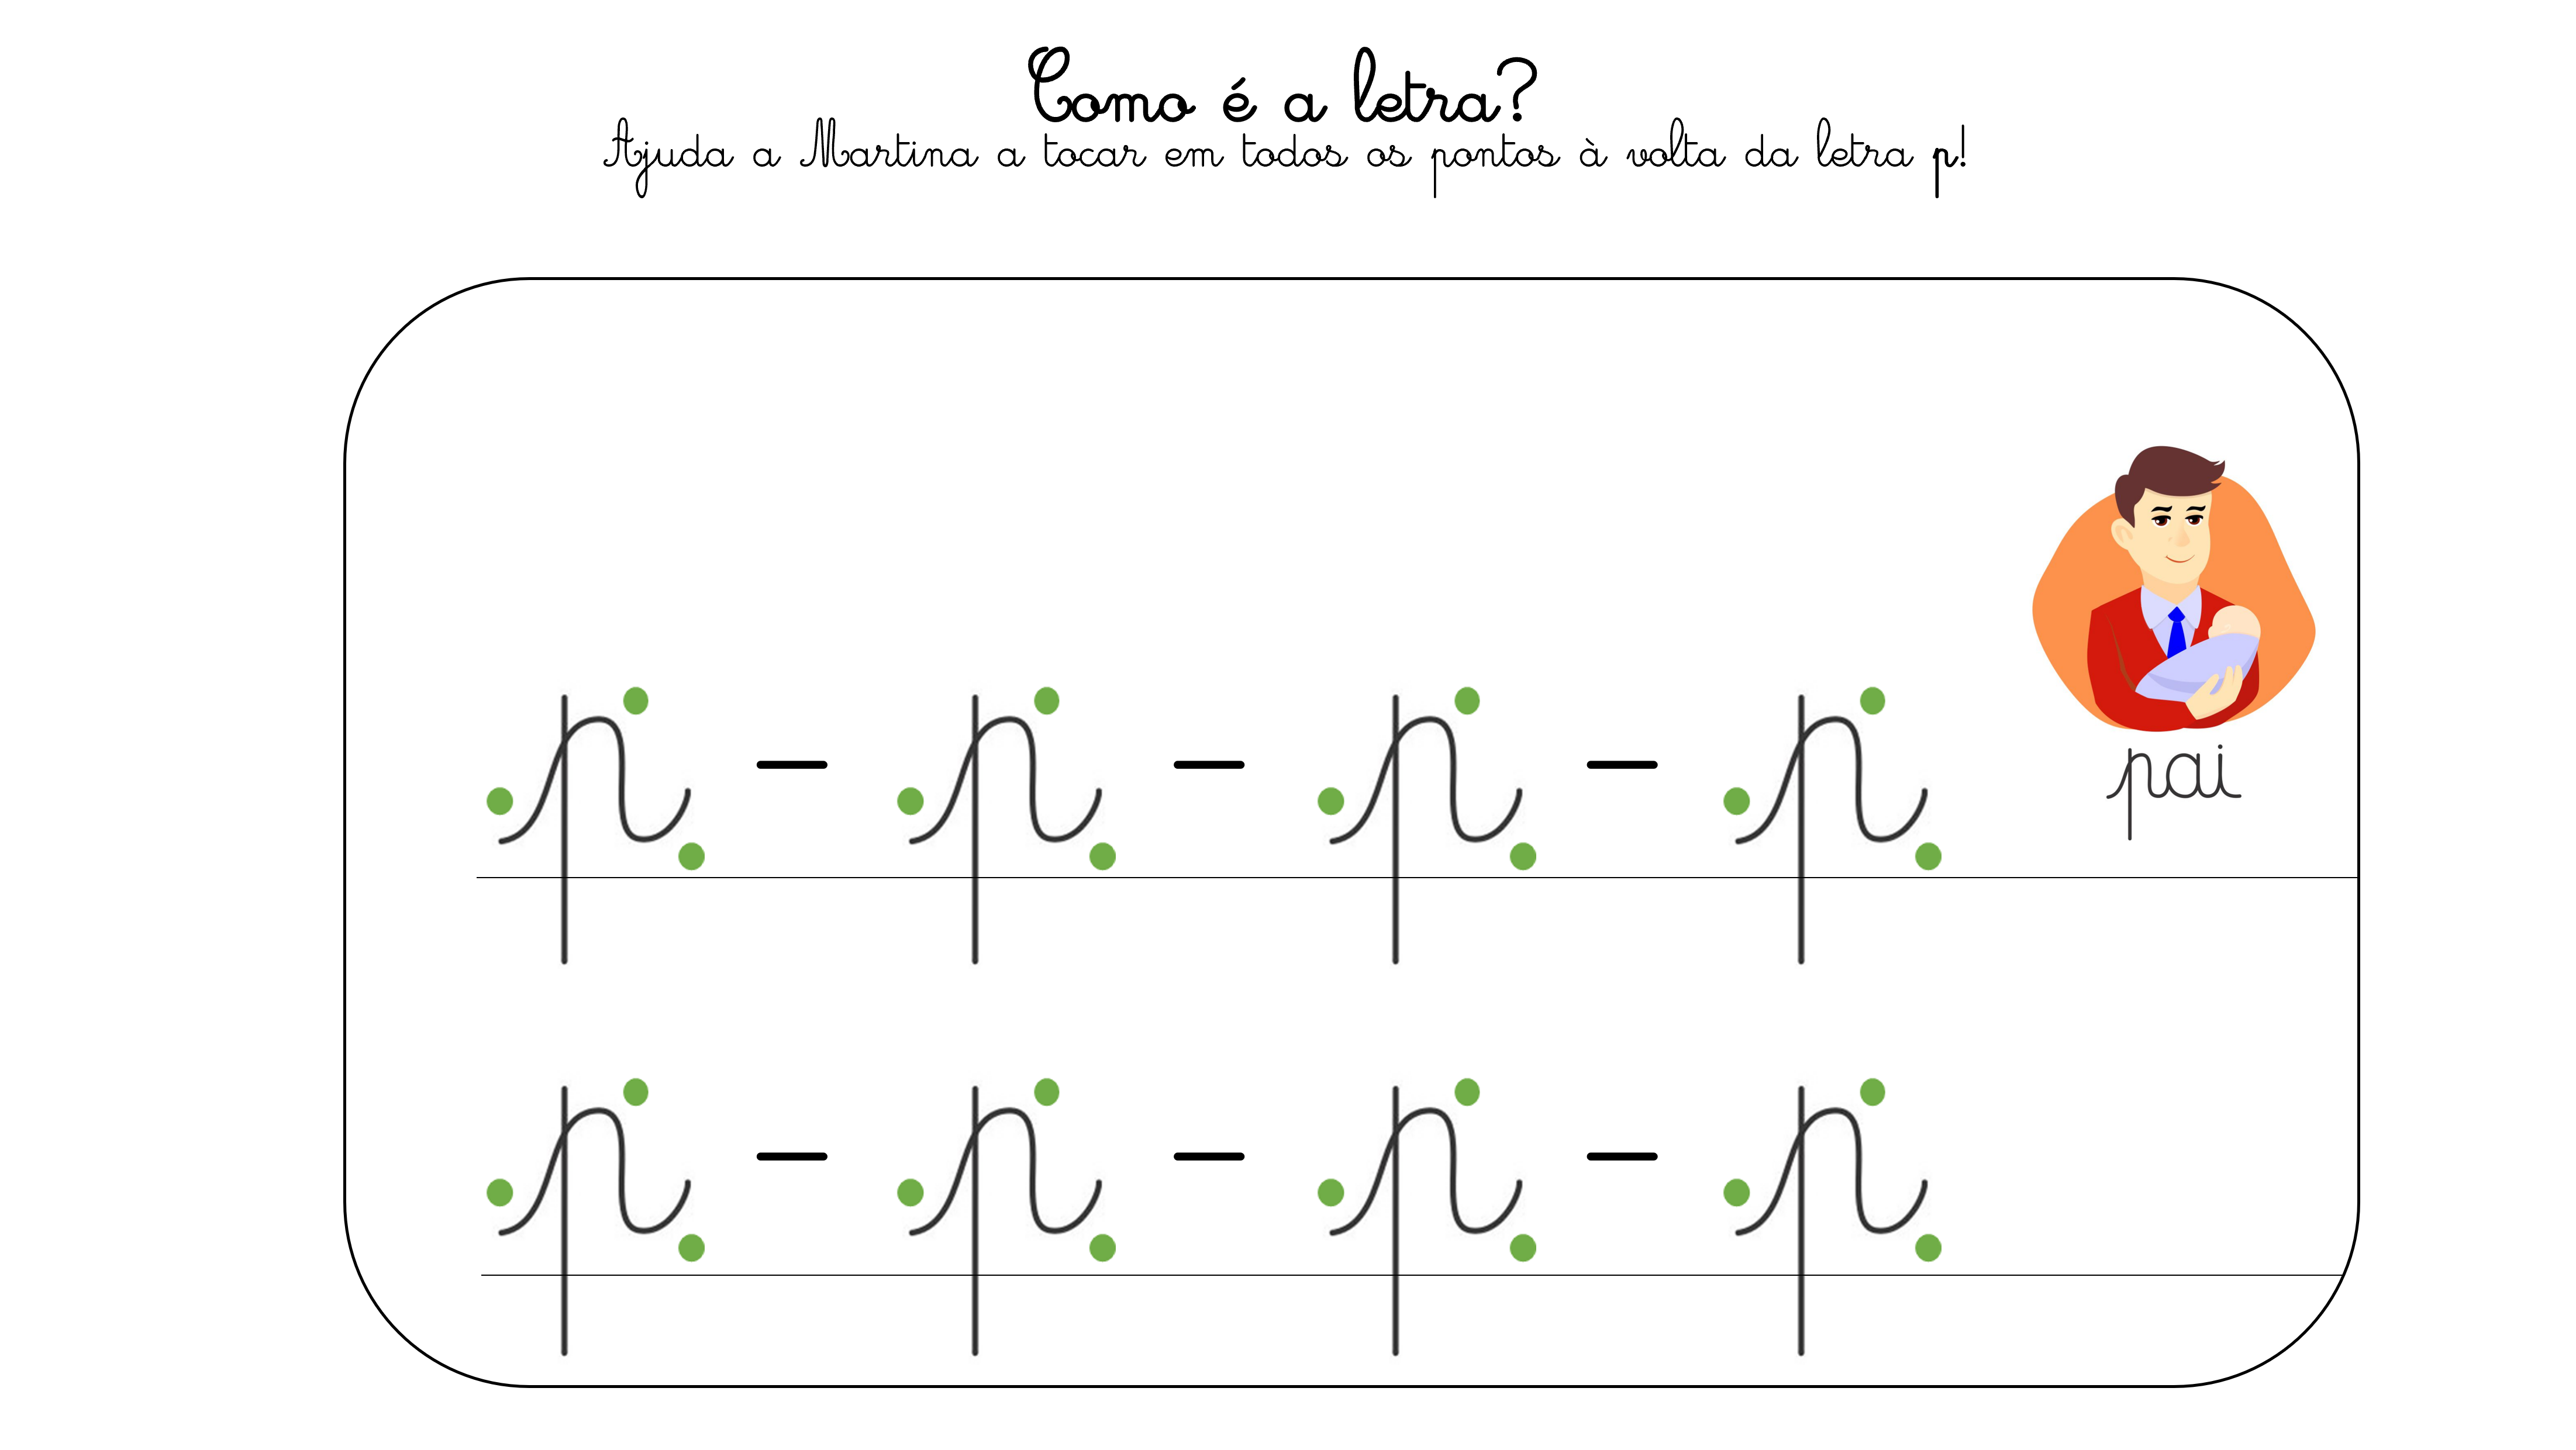 Como é a letra?
Ajuda a Martina a tocar em todos os pontos à volta da letra p!
p - p - p - p
pai
p - p - p - p